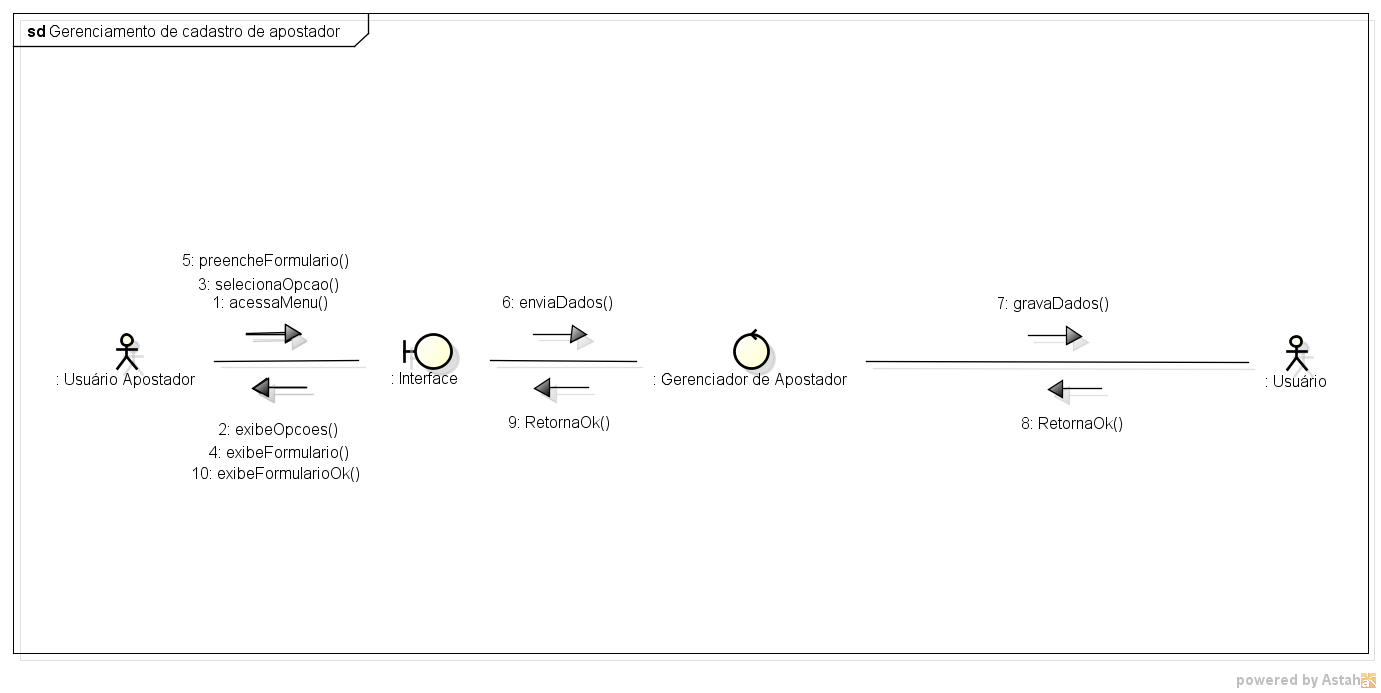 sd Gerenciamento de cadastro de apostador
5: preencheFormulario()
3: selecionaOpcao()
1: acessaMenu()
6: enviaDados()
7: gravaDados()
: Usuário Apostador
: Interface
: Gerenciador de Apostador
: Usuário
2: exibeOpcoes()
4: exibeFormulario()
10: exibeFormularioOk()
9: RetornaOk()
8: RetornaOk()
powered by Astah